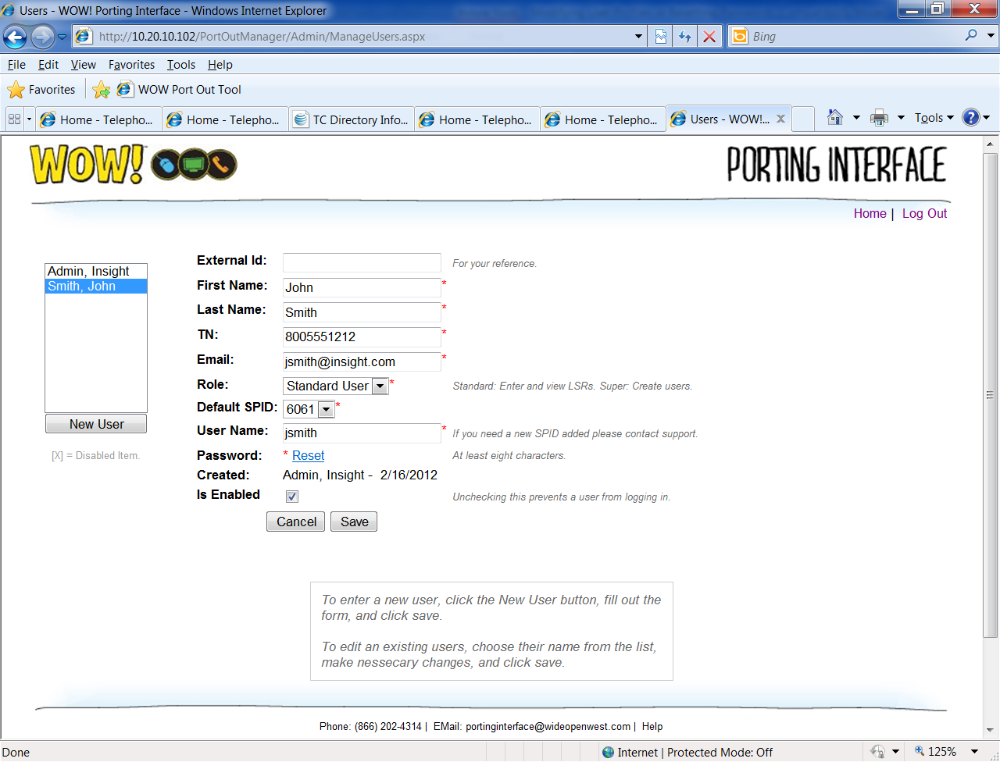 Users - WOW! Porting Interface - Windows Internet Explorer
http://10.20.10.102/PortOutManager/Admin/ManageUsers.aspx
Bing
File Edit View Favorites Tools Help
Favorites WOW Port Out Tool
Home - Telepho... Home - Telepho... TC Directory Info... Home - Telepho... Home - Telepho... Users - WOW!... Tools
WOW! PORTING INTERFACE
Home | Log Out
Admin, Insight
Smith, John
New User
[X] = Disabled Item.
External Id: For your reference.
First Name: John *
Last Name: Smith *
TN: 8005551212 *
Email: jsmith@insight.com *
Role: Standard User * Standard: Enter and view LSRs. Super: Create users.
Default SPID: 6061 *
User Name: jsmith * If you need a new SPID added please contact support.
Password: * Reset At least eight characters.
Created: Admin, Insight - 2/16/2012
Is Enabled Unchecking this prevents a user from logging in.
Cancel Save
To enter a new user, click the New User button, fill out the
form, and click save.
To edit an existing users, choose their name from the list,
make nessecary changes, and click save.
Phone: (866) 202-4314 | EMail: portinginterface@wideopenwest.com | Help
Done Internet | Protected Mode: Off 125%